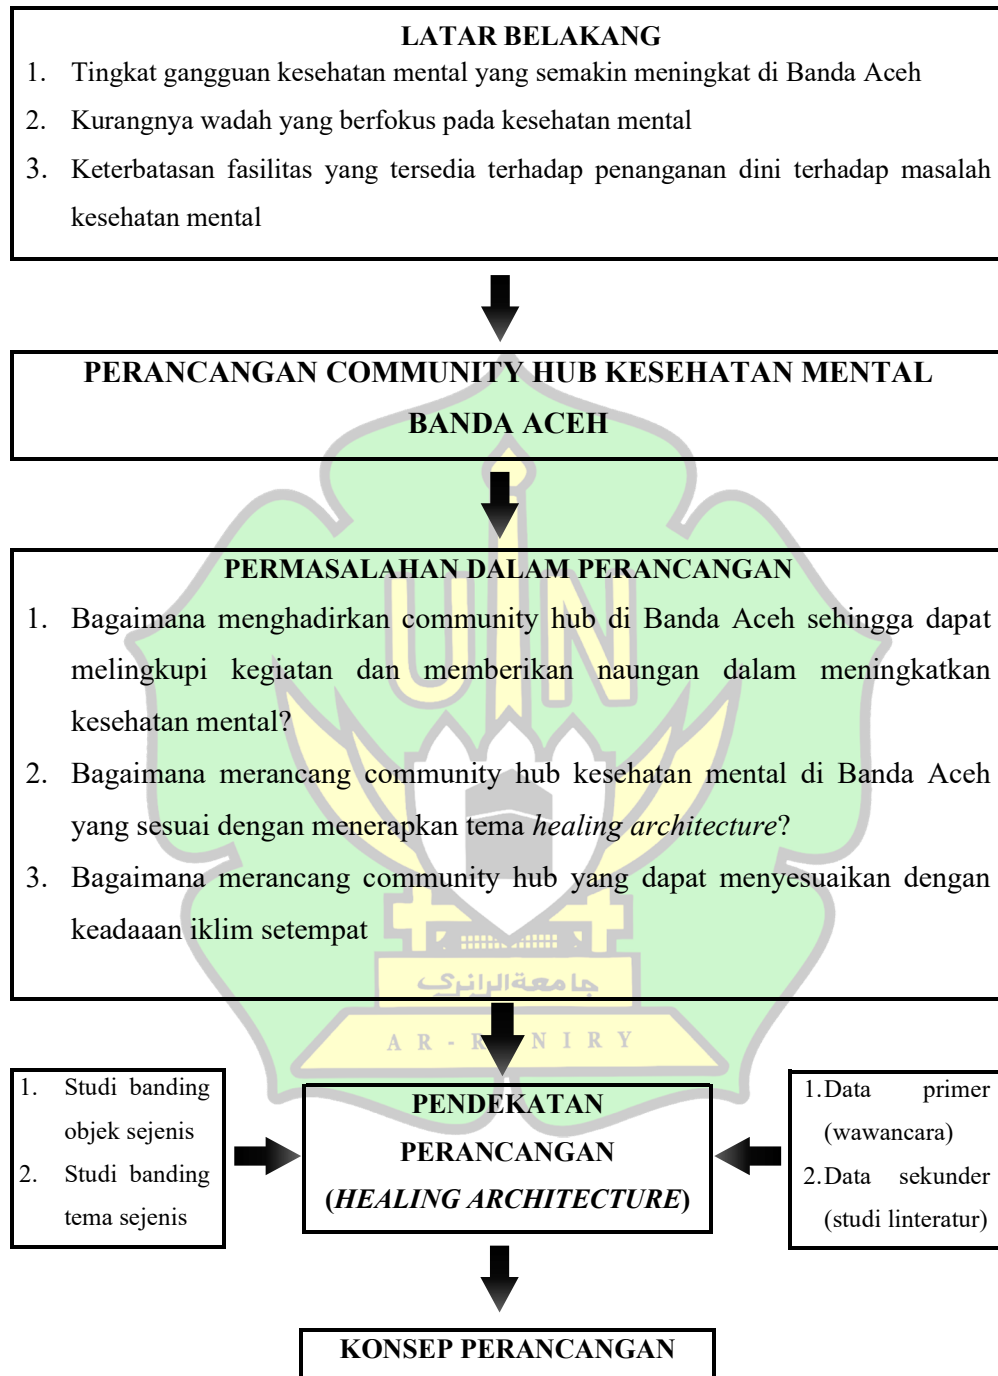 LATAR BELAKANG
1. Tingkat gangguan kesehatan mental yang semakin meningkat di Banda Aceh
2. Kurangnya wadah yang berfokus pada kesehatan mental
3. Keterbatasan fasilitas yang tersedia terhadap penanganan dini terhadap masalah
kesehatan mental
PERANCANGAN COMMUNITY HUB KESEHATAN MENTAL
BANDA ACEH
PERMASALAHAN DALAM PERANCANGAN
UIN
1. Bagaimana menghadirkan community hub di Banda Aceh sehingga dapat
melingkupi kegiatan dan memberikan naungan dalam meningkatkan
kesehatan mental?
2. Bagaimana merancang community hub kesehatan mental di Banda Aceh
yang sesuai dengan menerapkan tema healing architecture?
3. Bagaimana merancang community hub yang dapat menyesuaikan dengan
keadaaan iklim setempat
جامعةالرانري
AR-R NIRY
1. Studi banding
objek sejenis
2. Studi banding
tema sejenis
PENDEKATAN
PERANCANGAN
(HEALING ARCHITECTURE)
1.Data primer
(wawancara)
2.Data sekunder
(studi linteratur)
KONSEP PERANCANGAN